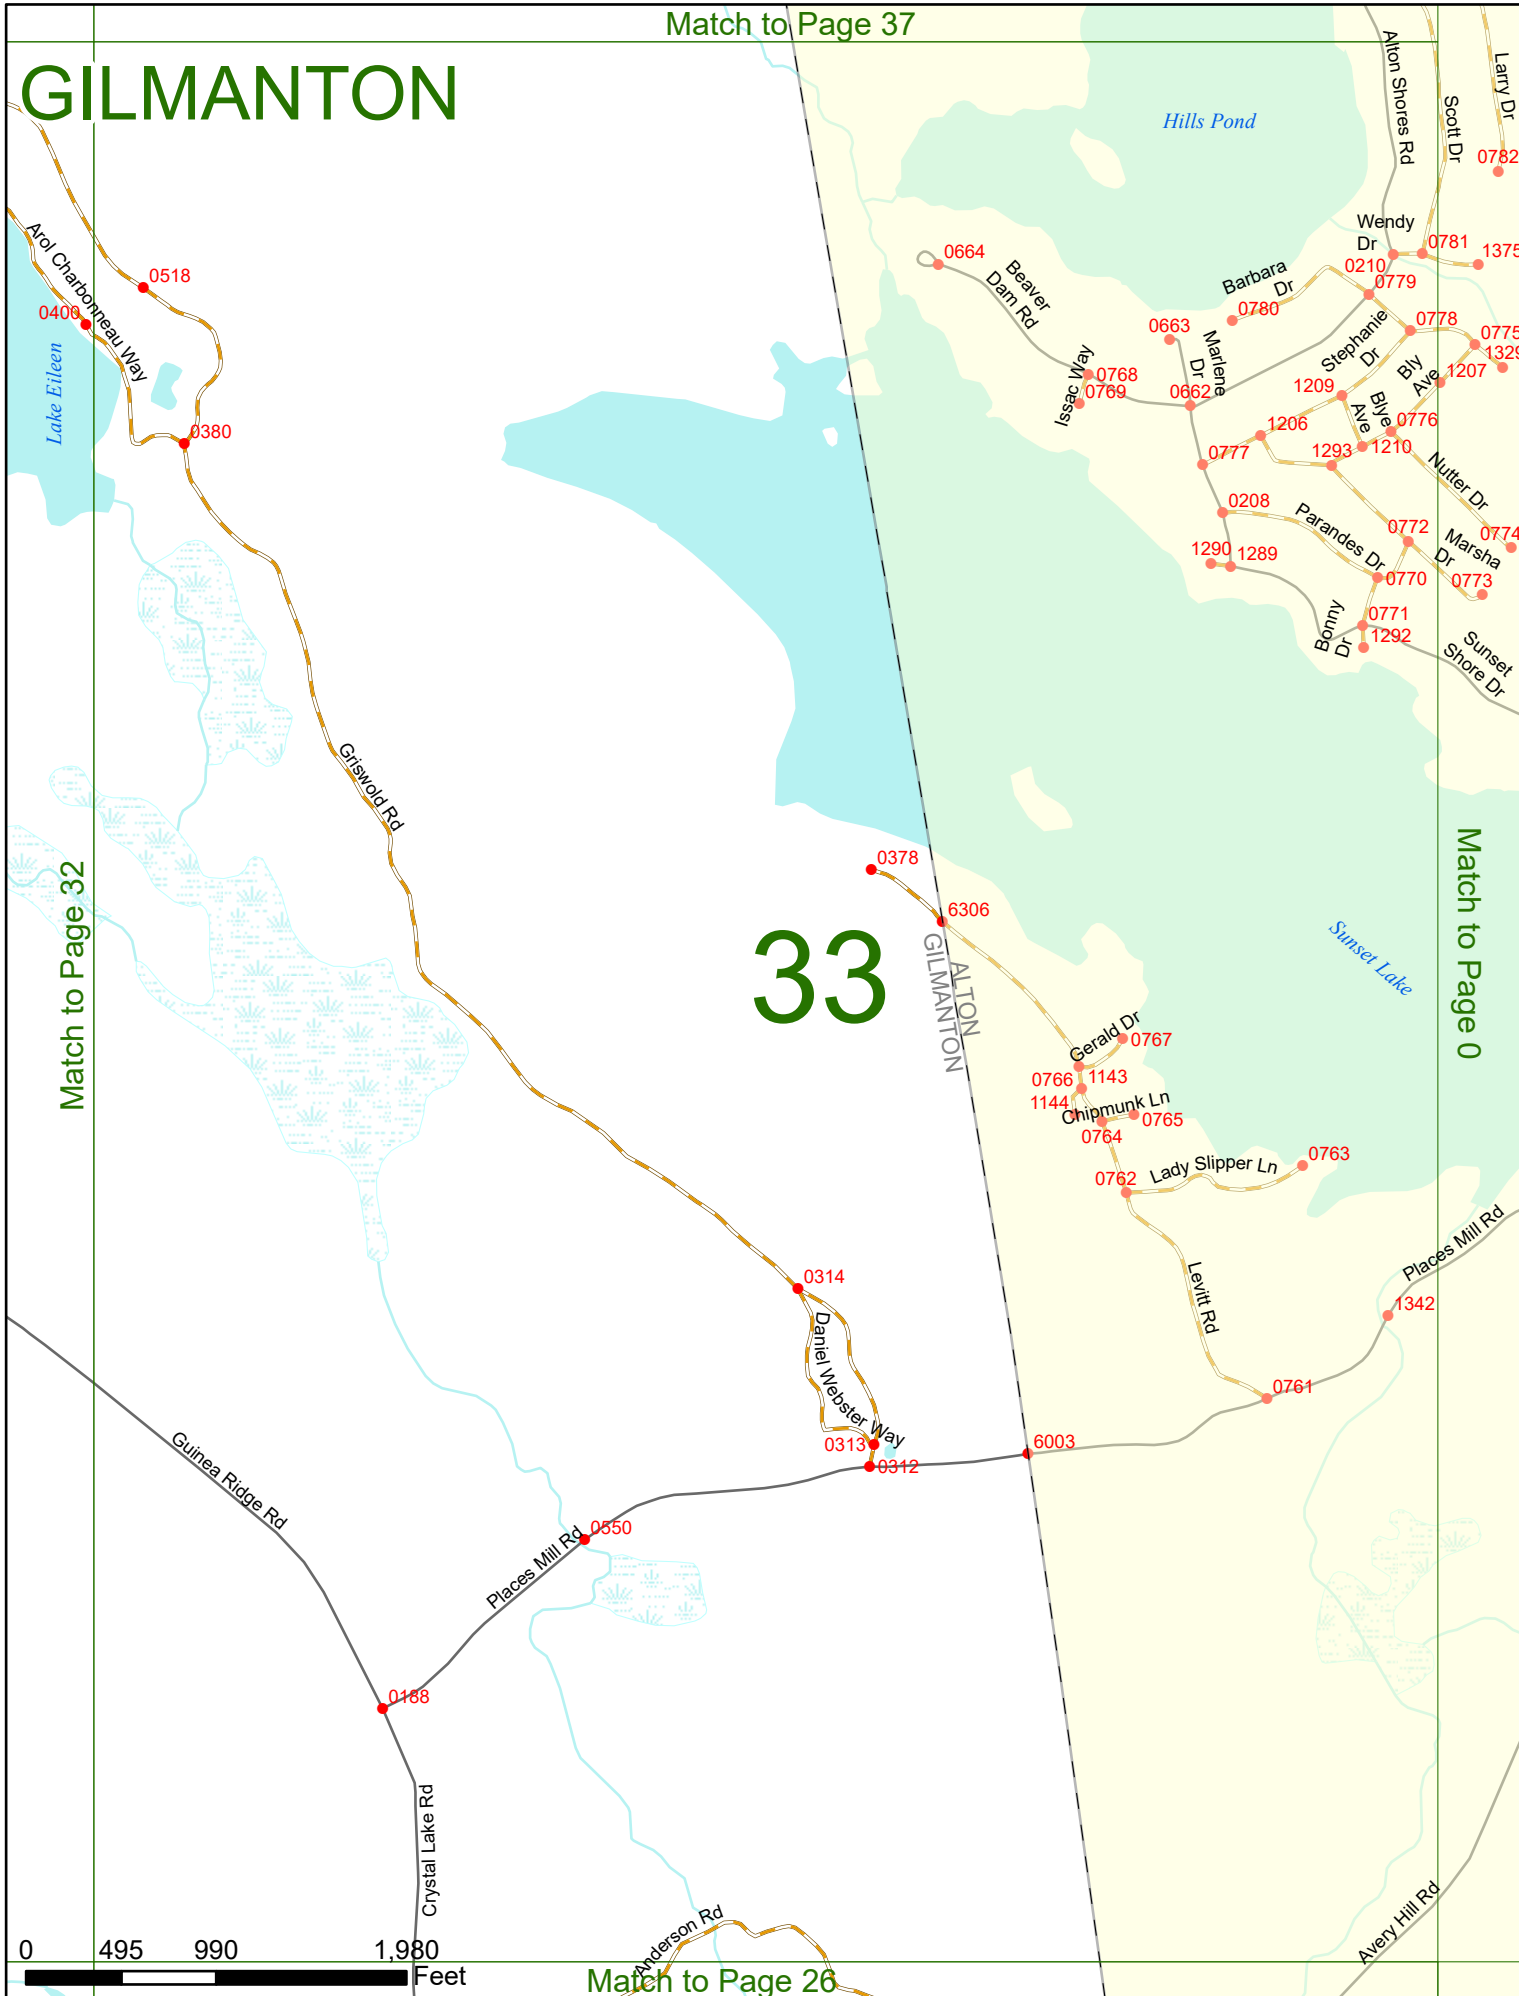 Match to Page 37
GILMANTON
Hills Pond
Alton Shores Rd
Scott Dr
Larry Dr
0782
Arol Charbonneau Way
0518
0400
Lake Eileen
0380
0664
Beaver
Dam Rd
Wendy
Dr
0781
1375
0210
0779
Barbara
Dr
0780
0663
Marlene
Dr
Stephanie
Dr
0778
0775
1329
Bly
Ave
1207
Issac Way
0768
0769
0662
1209
Blye
Ave
0776
1206
1210
0777
1293
Nutter Dr
0208
Parandes Dr
0772
Marsha
Dr
0774
1290
1289
0770
0773
Bonny
Dr
0771
1292
Sunset
Shore Dr
Griswold Rd
Match to Page 32
0378
6306
33
ALTON
GILMANTON
Sunset Lake
Match to Page 0
Gerald Dr
0767
0766
1143
1144
Chipmunk Ln
0765
0764
0763
Lady Slipper Ln
0762
Places Mill Rd
Levitt Rd
1342
0314
Daniel Webster Way
0761
0313
0312
6003
Guinea Ridge Rd
0550
Places Mill Rd
0188
Crystal Lake Rd
Anderson Rd
Avery Hill Rd
0 495 990 1,980
Feet
Match to Page 26